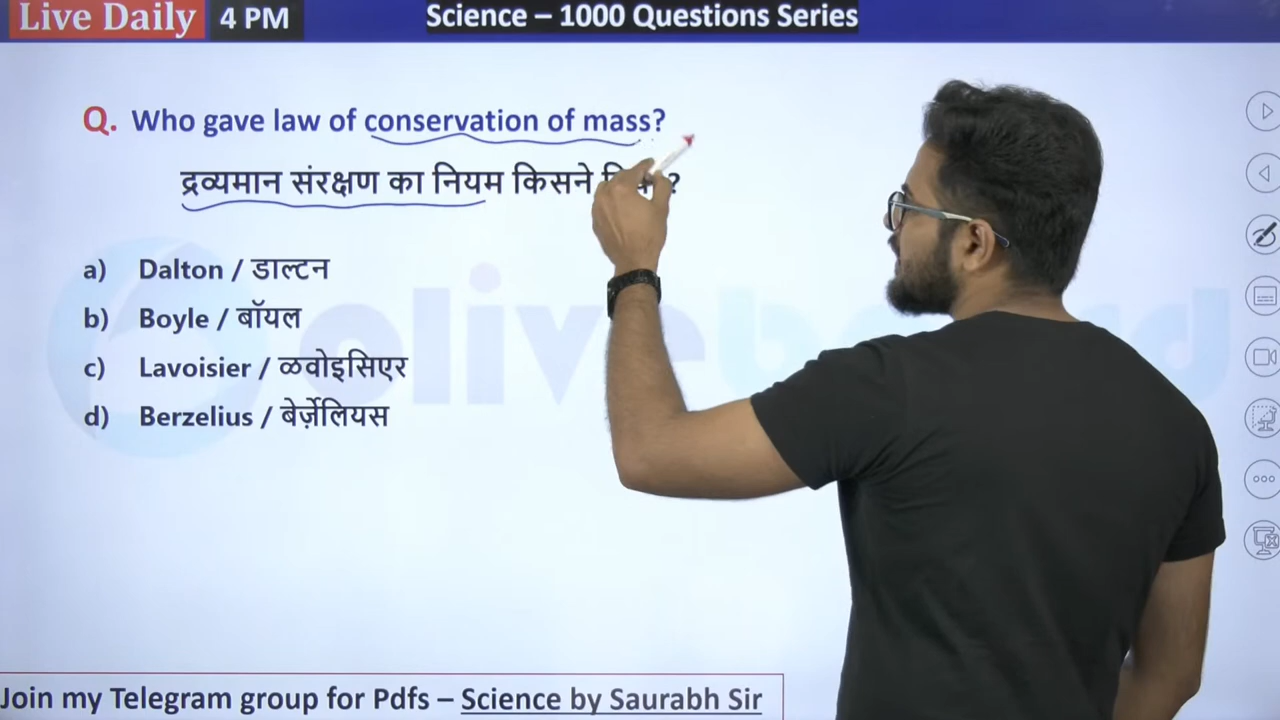 Live Daily 4 PM
Science – 1000 Questions Series
Q. Who gave law of conservation of mass?
द्रव्यमान संरक्षण का नियम किसने ?
a) Dalton / डाल्टन
b) Boyle / बॉयल
c) Lavoisier / ळवोइसिएर
d) Berzelius / बेर्ज़ेलियस
Join my Telegram group for Pdfs – Science by Saurabh Sir